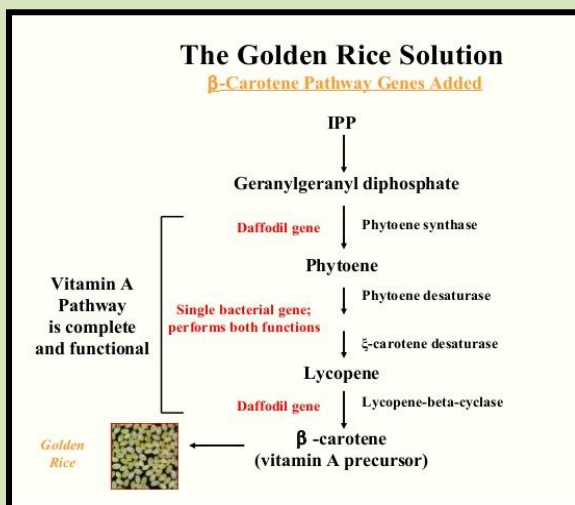 The Golden Rice Solution
β-Carotene Pathway Genes Added
IPP
Geranylgeranyl diphosphate
Daffodil gene
Phytoene synthase
Phytoene
Vitamin A
Pathway
is complete
and functional
Single bacterial gene;
performs both functions
Phytoene desaturase
ξ-carotene desaturase
Lycopene
Daffodil gene
Lycopene-beta-cyclase
β -carotene
(vitamin A precursor)
Golden
Rice